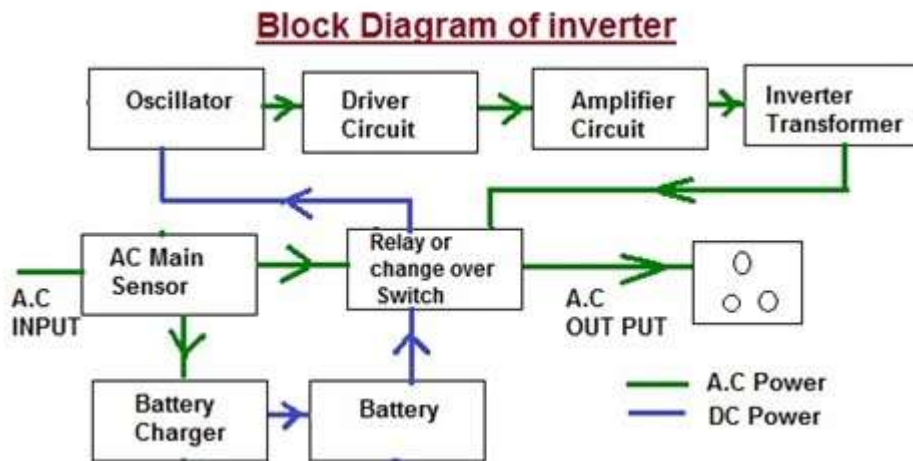 Block Diagram of inverter
Oscillator
Driver
Circuit
Amplifier
Circuit
Inverter
Transformer
AC Main
Sensor
Relay or
change over
Switch
A.C
INPUT
A.C
OUT PUT
Battery
Charger
Battery
A.C Power
DC Power